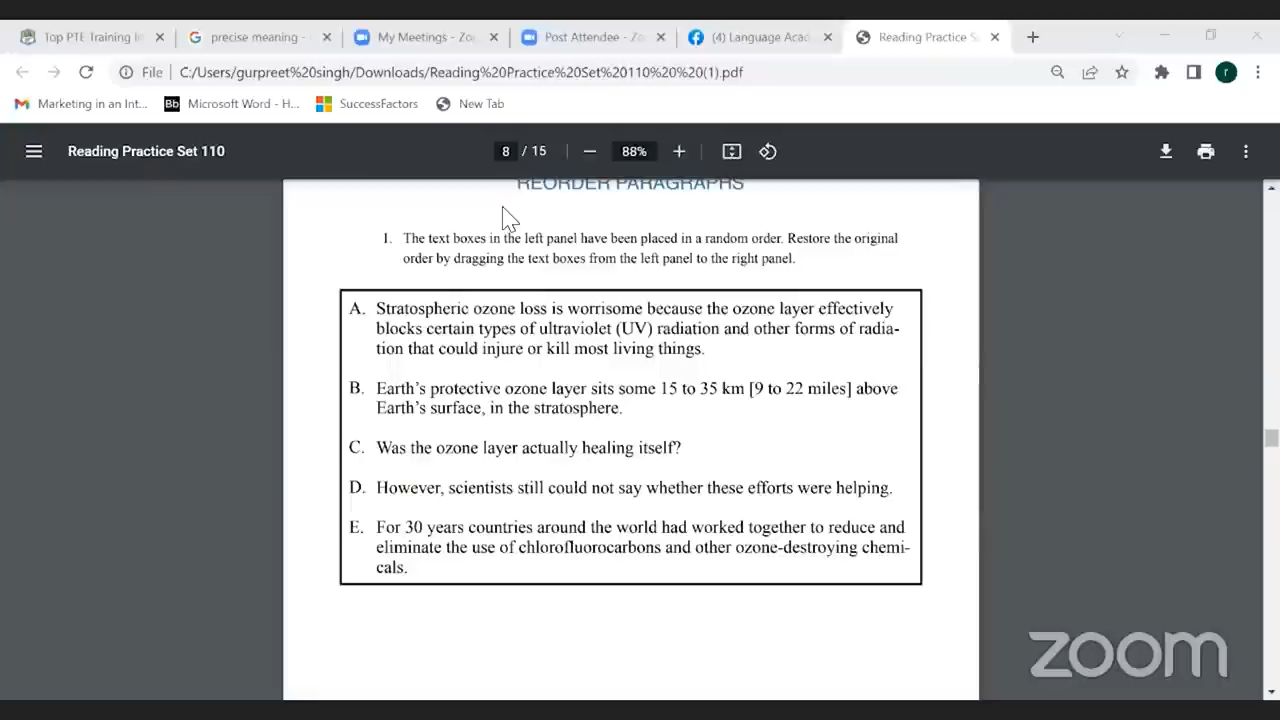 Top PTE Training In
precise meaning -
My Meetings - Zo
Post Attendee - Zo
(4) Language Acad
Reading Practice S
File
C:/Users/gurpreet%20singh/Downloads/Reading%20Practice%20Set%20110%20%20(1).pdf
r
Marketing in an Int...
Bb Microsoft Word - H...
SuccessFactors
New Tab
Reading Practice Set 110
8 / 15
88%
REORDER PARAGRAPHS
1. The text boxes in the left panel have been placed in a random order. Restore the original
order by dragging the text boxes from the left panel to the right panel.
A. Stratospheric ozone loss is worrisome because the ozone layer effectively
blocks certain types of ultraviolet (UV) radiation and other forms of radia-
tion that could injure or kill most living things.
B. Earth's protective ozone layer sits some 15 to 35 km [9 to 22 miles] above
Earth's surface, in the stratosphere.
C. Was the ozone layer actually healing itself?
D. However, scientists still could not say whether these efforts were helping.
E. For 30 years countries around the world had worked together to reduce and
eliminate the use of chlorofluorocarbons and other ozone-destroying chemi-
cals.
zoom